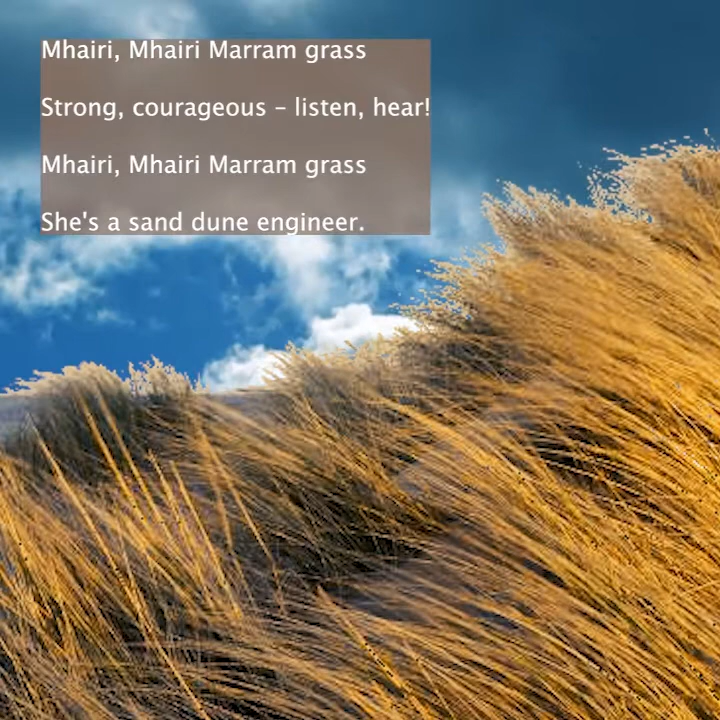 Mhairi, Mhairi Marram grass
Strong, courageous – listen, hear!
Mhairi, Mhairi Marram grass
She's a sand dune engineer.